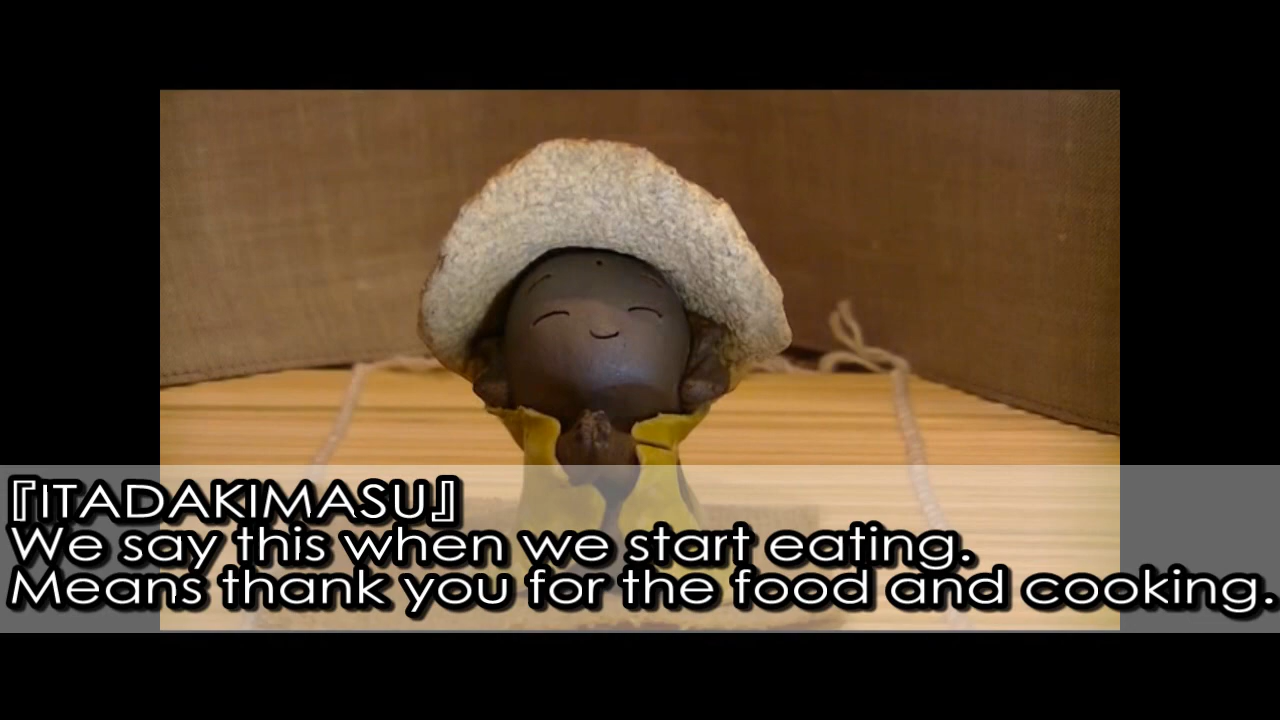 『ITADAKIMASU』
We say this when we start eating.
Means thank you for the food and cooking.